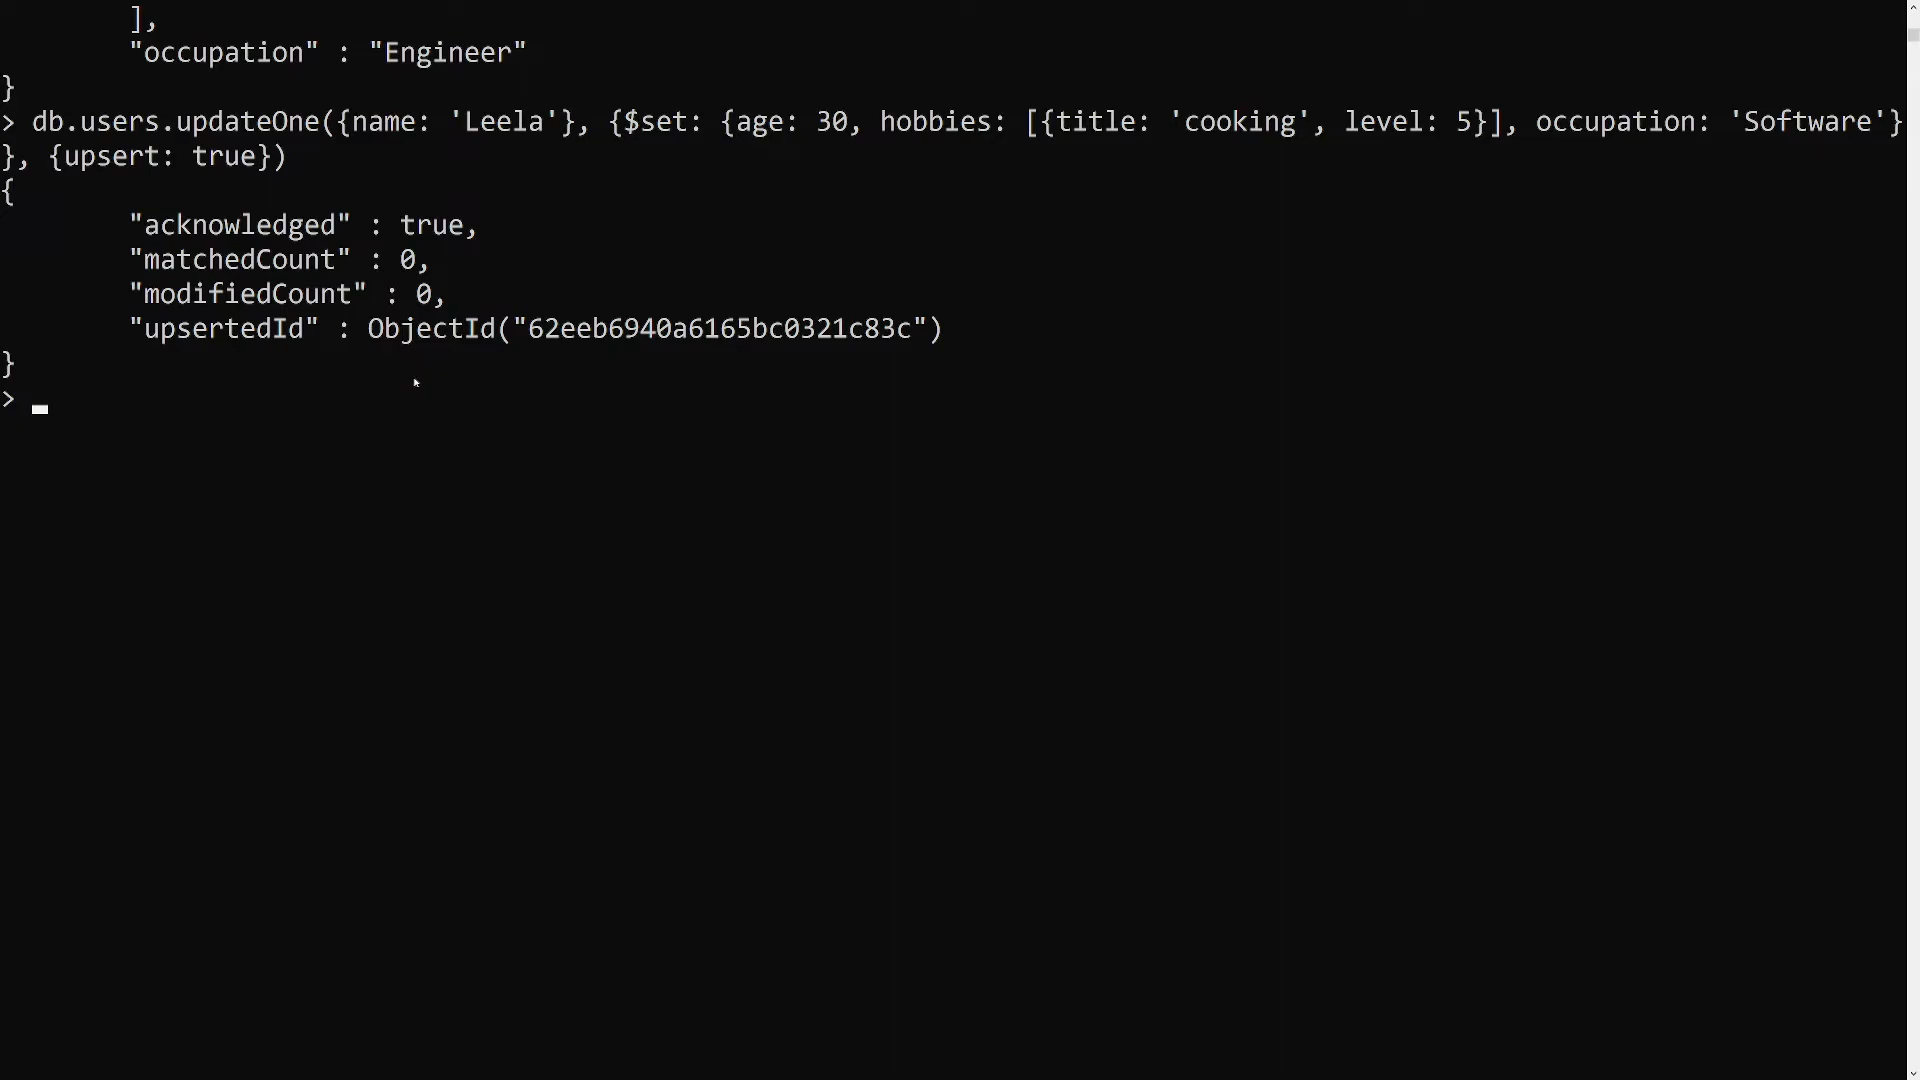 ],
"occupation" : "Engineer"
}
> db.users.updateOne({name: 'Leela'}, {$set: {age: 30, hobbies: [{title: 'cooking', level: 5}], occupation: 'Software'}
}, {upsert: true})
{
"acknowledged" : true,
"matchedCount" : 0,
"modifiedCount" : 0,
"upsertedId" : ObjectId("62eeb6940a6165bc0321c83c")
}
>